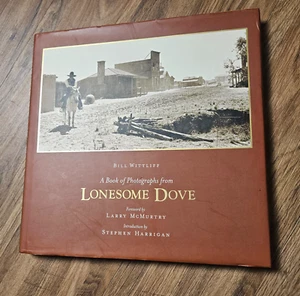 BILL WITTLIFF
A Book of Photographs from
LONESOME DOVE
Foreword by
LARRY MCMURTRY
Introduction by
STEPHEN HARRIGAN